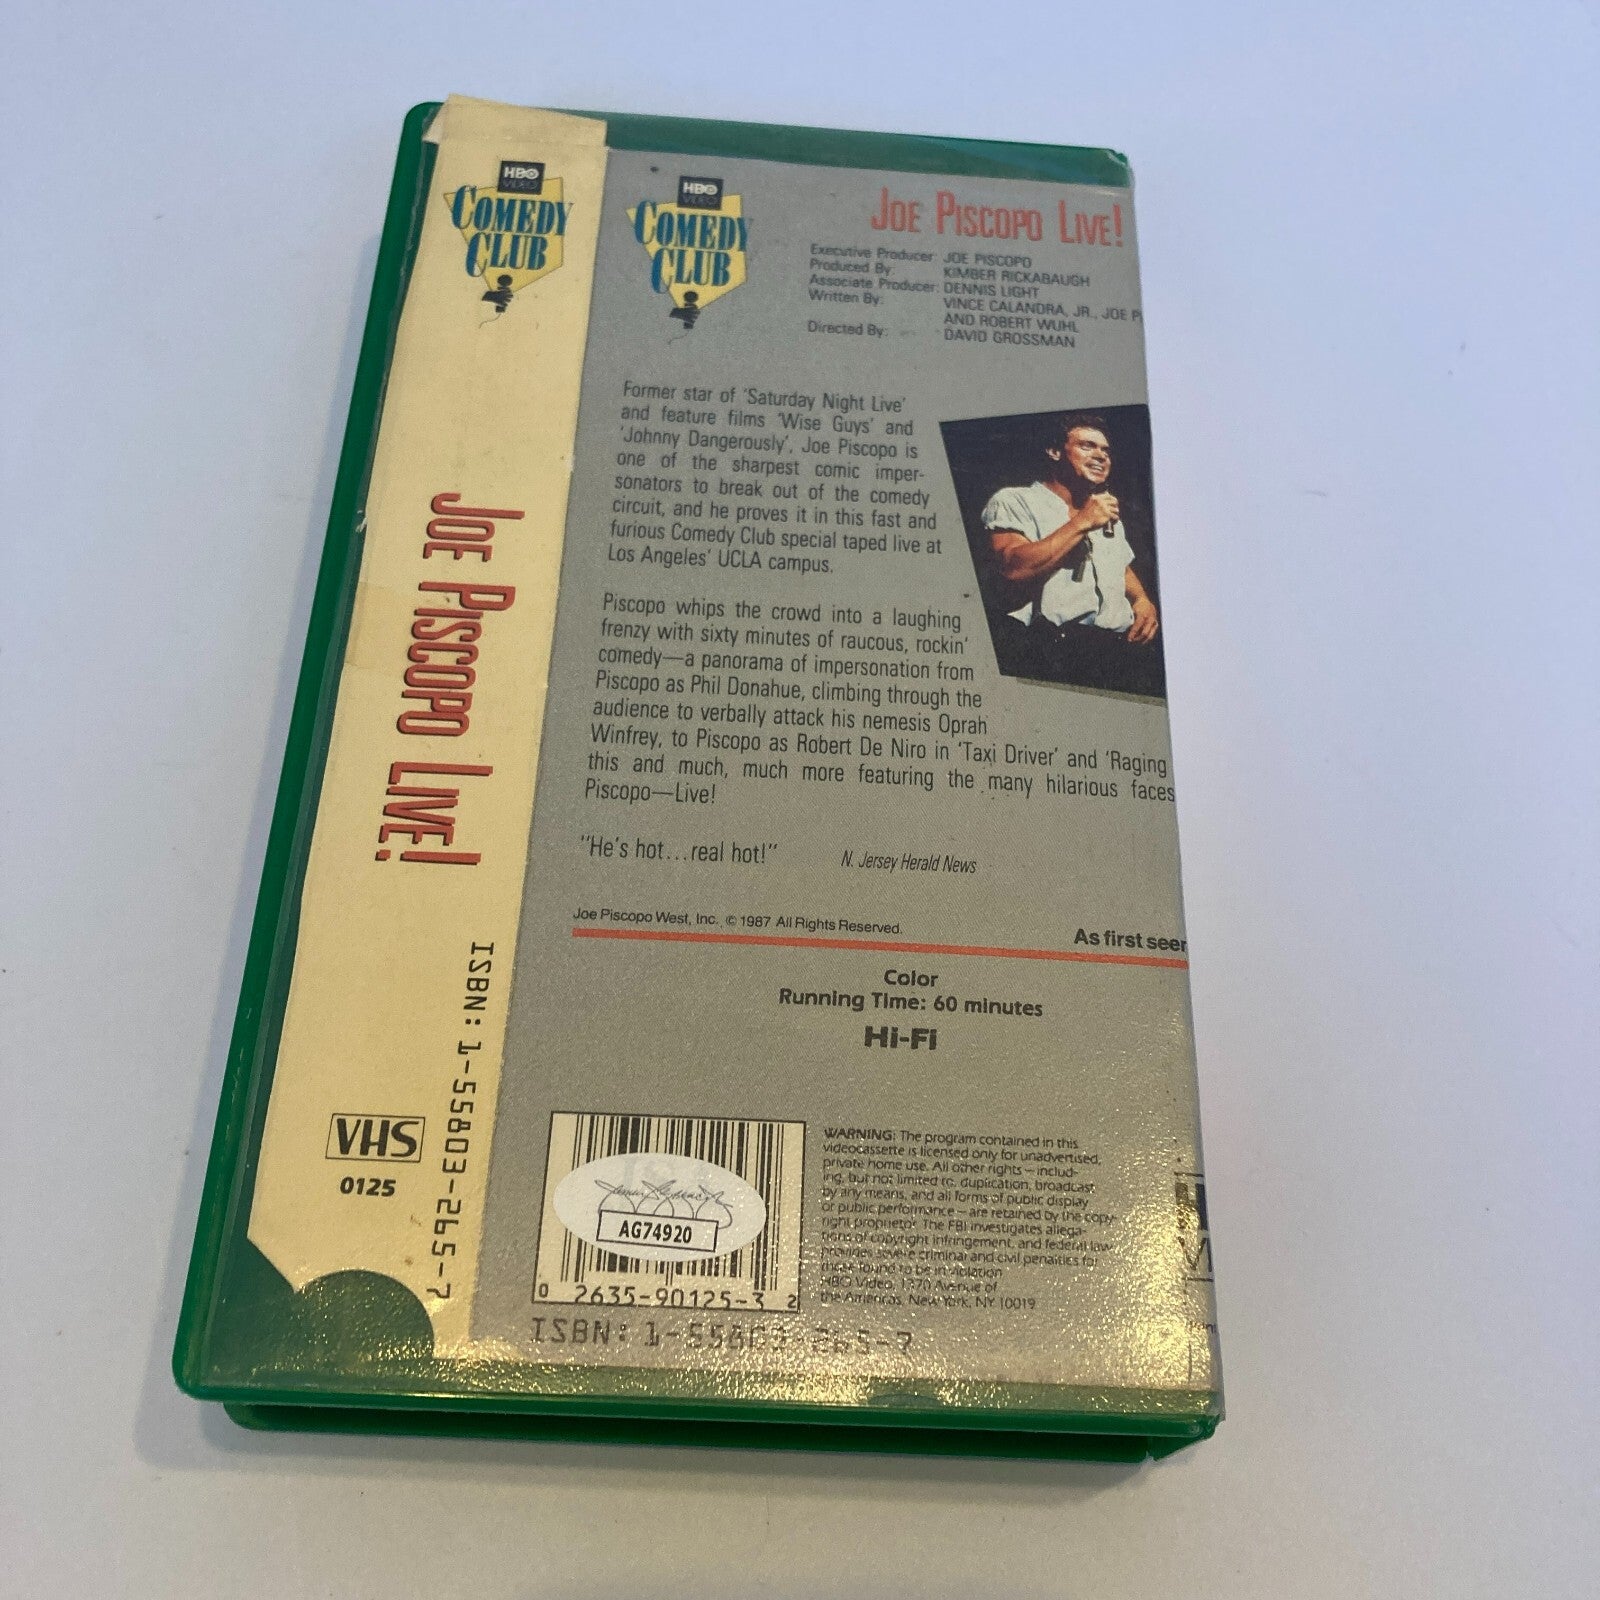 HBO
VIDEO
COMEDY
CLUB
JOE PISCOPO LIVE!
ISBN: 1-55803-265-7
VHS
0125
HBO
VIDEO
COMEDY
CLUB
JOE PISCOPO LIVE!
Executive Producer: JOE PISCOPO
Produced By: KIMBER RICKABAUGH
Associate Producer: DENNIS LIGHT
Written By: VINCE CALANDRA, JR., JOE P
AND ROBERT WUHL
Directed By: DAVID GROSSMAN
Former star of 'Saturday Night Live'
and feature films 'Wise Guys' and
'Johnny Dangerously', Joe Piscopo is
one of the sharpest comic imper-
sonators to break out of the comedy
circuit, and he proves it in this fast and
furious Comedy Club special taped live at
Los Angeles' UCLA campus.
Piscopo whips the crowd into a laughing
frenzy with sixty minutes of raucous, rockin'
comedy—a panorama of impersonation from
Piscopo as Phil Donahue, climbing through the
audience to verbally attack his nemesis Oprah
Winfrey, to Piscopo as Robert De Niro in 'Taxi Driver' and 'Raging
this and much, much more featuring the many hilarious faces
Piscopo—Live!
"He's hot...real hot!" N. Jersey Herald News
Joe Piscopo West, Inc. © 1987 All Rights Reserved.
As first seen
Color
Running Time: 60 minutes
Hi-Fi
AG74920
0 2635-90125-3 2
ISBN: 1-55803-265-7
WARNING: The program contained in this
videocassette is licensed only for unadvertised,
private home use. All other rights — includ-
ing, but not limited to, duplication, broadcast
by any means, and all forms of public display
or public performance — are retained by the copy-
right proprietor. The FBI investigates allega-
tions of copyright infringement, and federal law
provides severe criminal and civil penalties for
those found to be in violation.
HBO Video, 1370 Avenue of
the Americas, New York, NY 10019